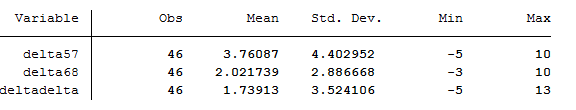 Variable Obs Mean Std. Dev. Min Max
delta57 46 3.76087 4.402952 -5 10
delta68 46 2.021739 2.886668 -3 10
deltadelta 46 1.73913 3.524106 -5 13